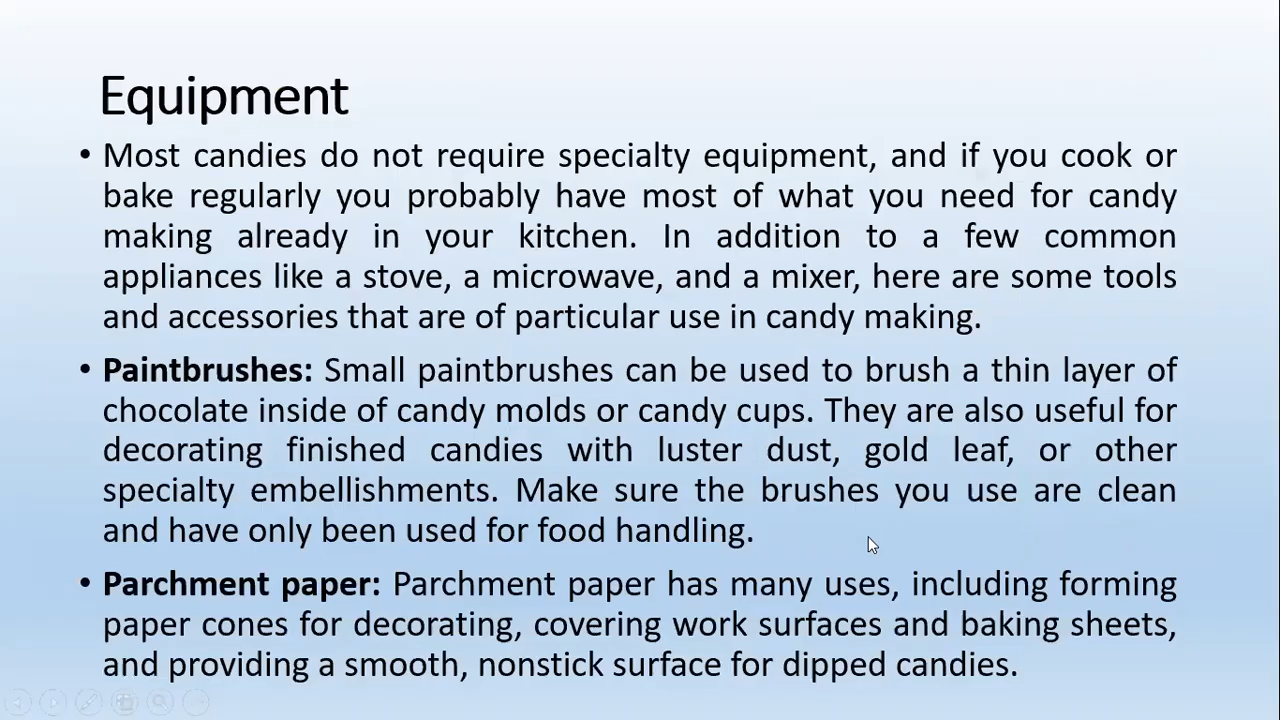 Equipment
• Most candies do not require specialty equipment, and if you cook or
bake regularly you probably have most of what you need for candy
making already in your kitchen. In addition to a few common
appliances like a stove, a microwave, and a mixer, here are some tools
and accessories that are of particular use in candy making.
• Paintbrushes: Small paintbrushes can be used to brush a thin layer of
chocolate inside of candy molds or candy cups. They are also useful for
decorating finished candies with luster dust, gold leaf, or other
specialty embellishments. Make sure the brushes you use are clean
and have only been used for food handling.
• Parchment paper: Parchment paper has many uses, including forming
paper cones for decorating, covering work surfaces and baking sheets,
and providing a smooth, nonstick surface for dipped candies.